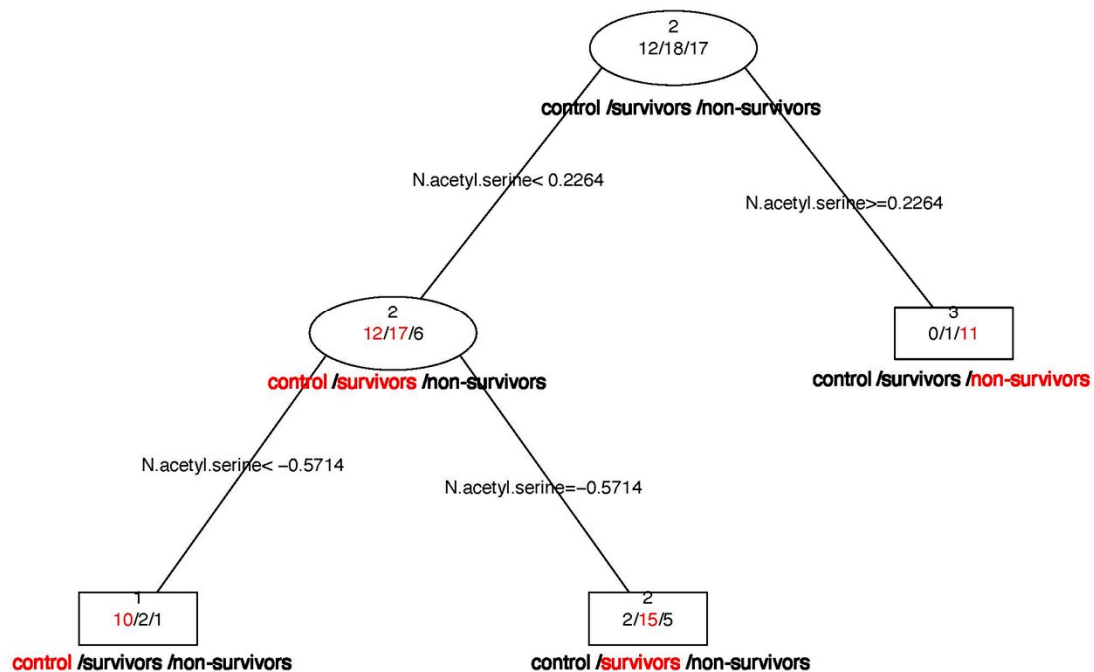 2
12/18/17
control /survivors /non-survivors
N.acetyl.serine< 0.2264
N.acetyl.serine>=0.2264
2
12/17/6
control /survivors /non-survivors
3
0/1/11
control /survivors /non-survivors
N.acetyl.serine< −0.5714
N.acetyl.serine=−0.5714
1
10/2/1
control /survivors /non-survivors
2
2/15/5
control /survivors /non-survivors